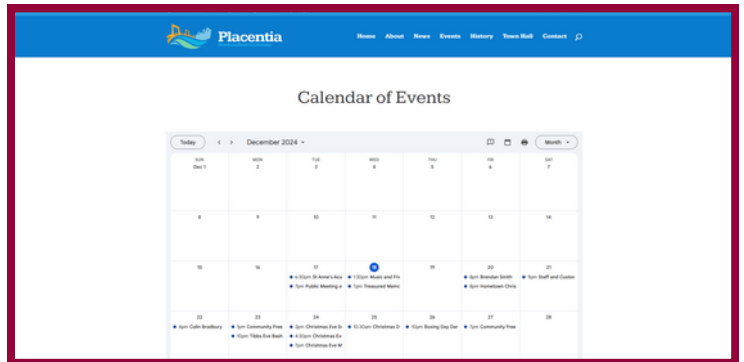 Placentia
Home About News Events History Town Hall Contact
Calendar of Events
Today < > December 2024 Month
SUN MON TUE WED THU FRI SAT
Dec 1 2 3 4 5 6 7
8 9 10 11 12 13 14
15 16 17 18 19 20 21
6:30pm St Anne's Aca 1:30pm Music and Fri 8pm Brendan Smith 7pm Staff and Custom
7pm Public Meeting o 7pm Treasured Memo 8pm Hometown Chris
22 23 24 25 26 27 28
4pm Colin Bradbury 1pm Community Free 2pm Christmas Eve Se 10:30am Christmas D 10pm Boxing Day Dan 1pm Community Free
10pm Tibbs Eve Bash 4:30pm Christmas Ev
7pm Christmas Eve M